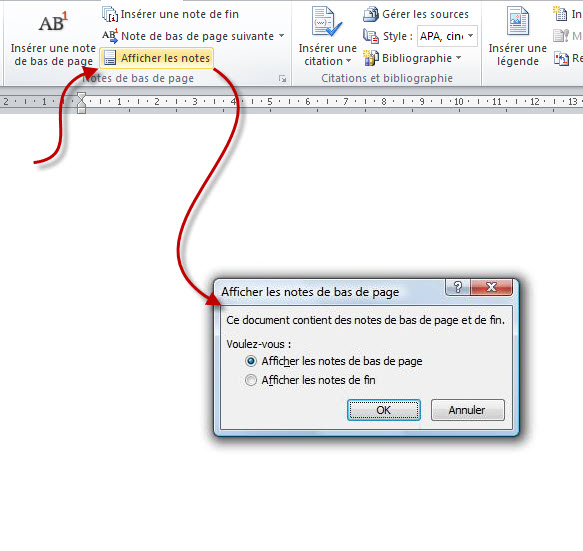 AB1
Insérer une note
de bas de page
Insérer une note de fin
AB1 Note de bas de page suivante
Afficher les notes
Notes de bas de page
Insérer une
citation
Gérer les sources
Style : APA, cin
Bibliographie
Citations et bibliographie
Insérer une
légende
In
M
Re
2 1 1 2 3 4 5 6 7 8 9 10 11 12 13
Afficher les notes de bas de page
?
Ce document contient des notes de bas de page et de fin.
Voulez-vous :
Afficher les notes de bas de page
Afficher les notes de fin
OK Annuler